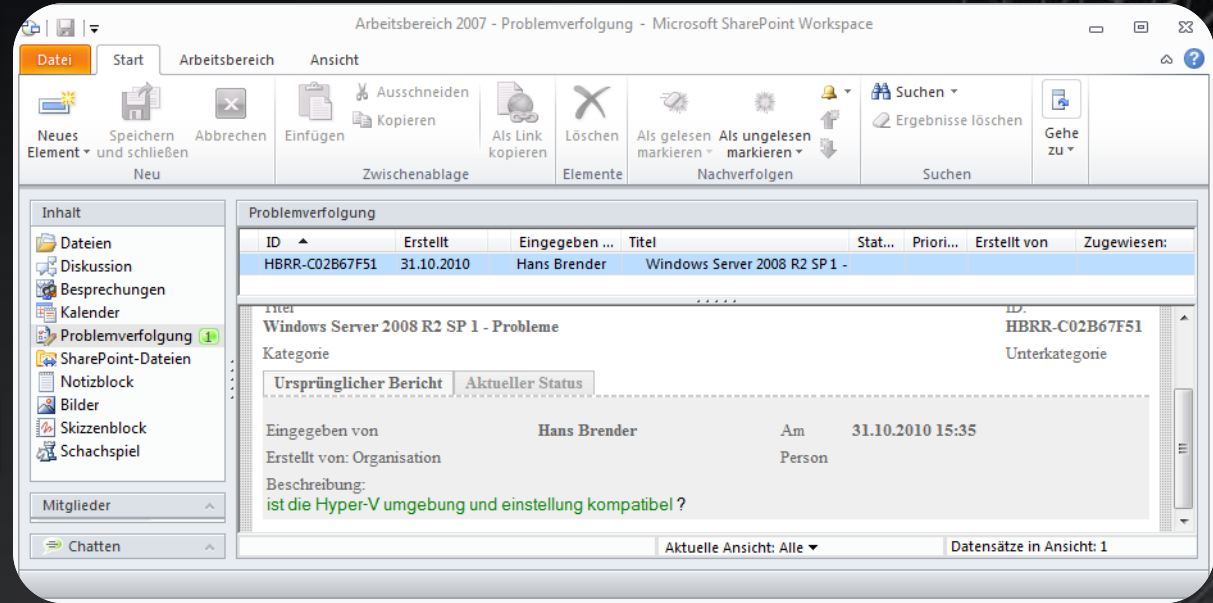 Arbeitsbereich 2007 - Problemverfolgung - Microsoft SharePoint Workspace
Datei Start Arbeitsbereich Ansicht
Neues Element
Speichern und schließen
Abbrechen
Neu
Einfügen
Ausschneiden
Kopieren
Als Link kopieren
Zwischenablage
Löschen
Elemente
Als gelesen markieren
Als ungelesen markieren
Nachverfolgen
Suchen
Ergebnisse löschen
Suchen
Gehe zu
Inhalt
Dateien
Diskussion
Besprechungen
Kalender
Problemverfolgung 1
SharePoint-Dateien
Notizblock
Bilder
Skizzenblock
Schachspiel
Mitglieder
Chatten
Problemverfolgung
ID Erstellt Eingegeben ... Titel Stat... Priori... Erstellt von Zugewiesen:
HBRR-C02B67F51 31.10.2010 Hans Brender Windows Server 2008 R2 SP 1 -
Titel ID:
Windows Server 2008 R2 SP 1 - Probleme HBRR-C02B67F51
Kategorie Unterkategorie
Ursprünglicher Bericht Aktueller Status
Eingegeben von Hans Brender Am 31.10.2010 15:35
Erstellt von: Organisation Person
Beschreibung:
ist die Hyper-V umgebung und einstellung kompatibel ?
Aktuelle Ansicht: Alle Datensätze in Ansicht: 1